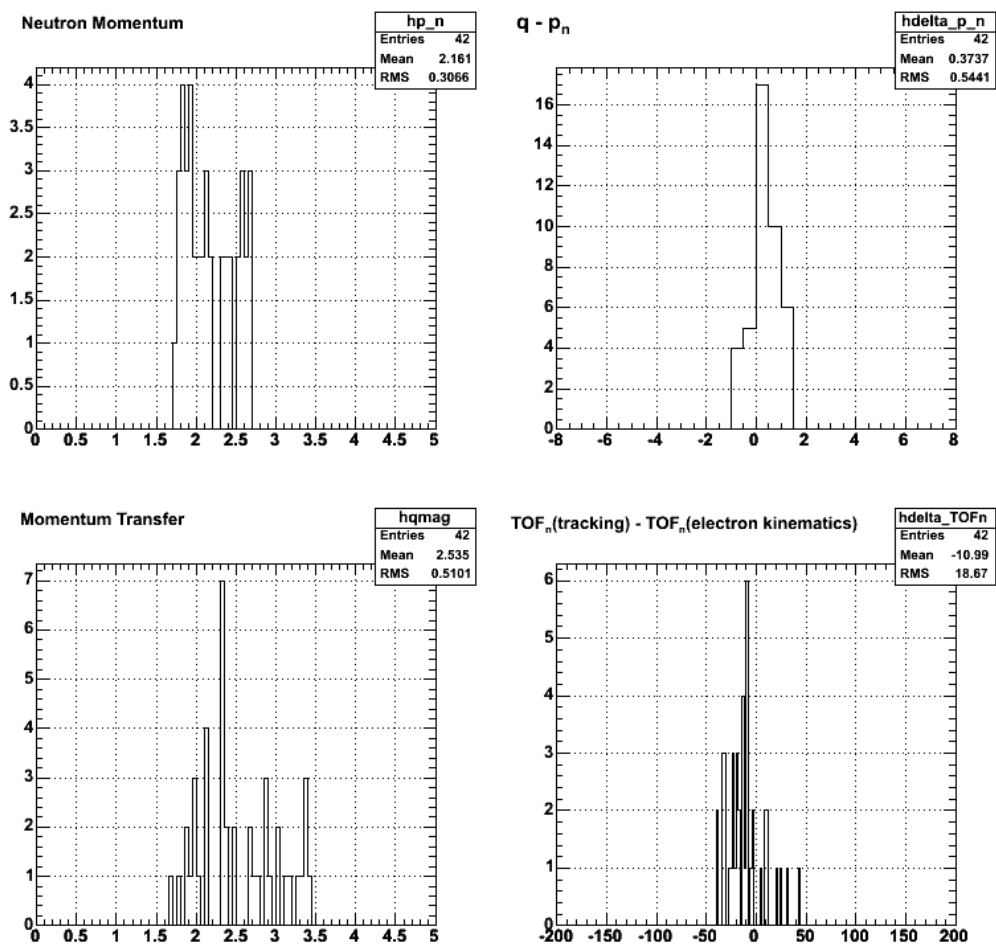 Neutron Momentum
hp_n
Entries 42
Mean 2.161
RMS 0.3066
4
3.5
3
2.5
2
1.5
1
0.5
0
0 0.5 1 1.5 2 2.5 3 3.5 4 4.5 5
q - pn
hdelta_p_n
Entries 42
Mean 0.3737
RMS 0.5441
16
14
12
10
8
6
4
2
0
-8 -6 -4 -2 0 2 4 6 8
Momentum Transfer
hqmag
Entries 42
Mean 2.535
RMS 0.5101
7
6
5
4
3
2
1
0
0 0.5 1 1.5 2 2.5 3 3.5 4 4.5 5
TOFn(tracking) - TOFn(electron kinematics)
hdelta_TOFn
Entries 42
Mean -10.99
RMS 18.67
6
5
4
3
2
1
0
-200 -150 -100 -50 0 50 100 150 200